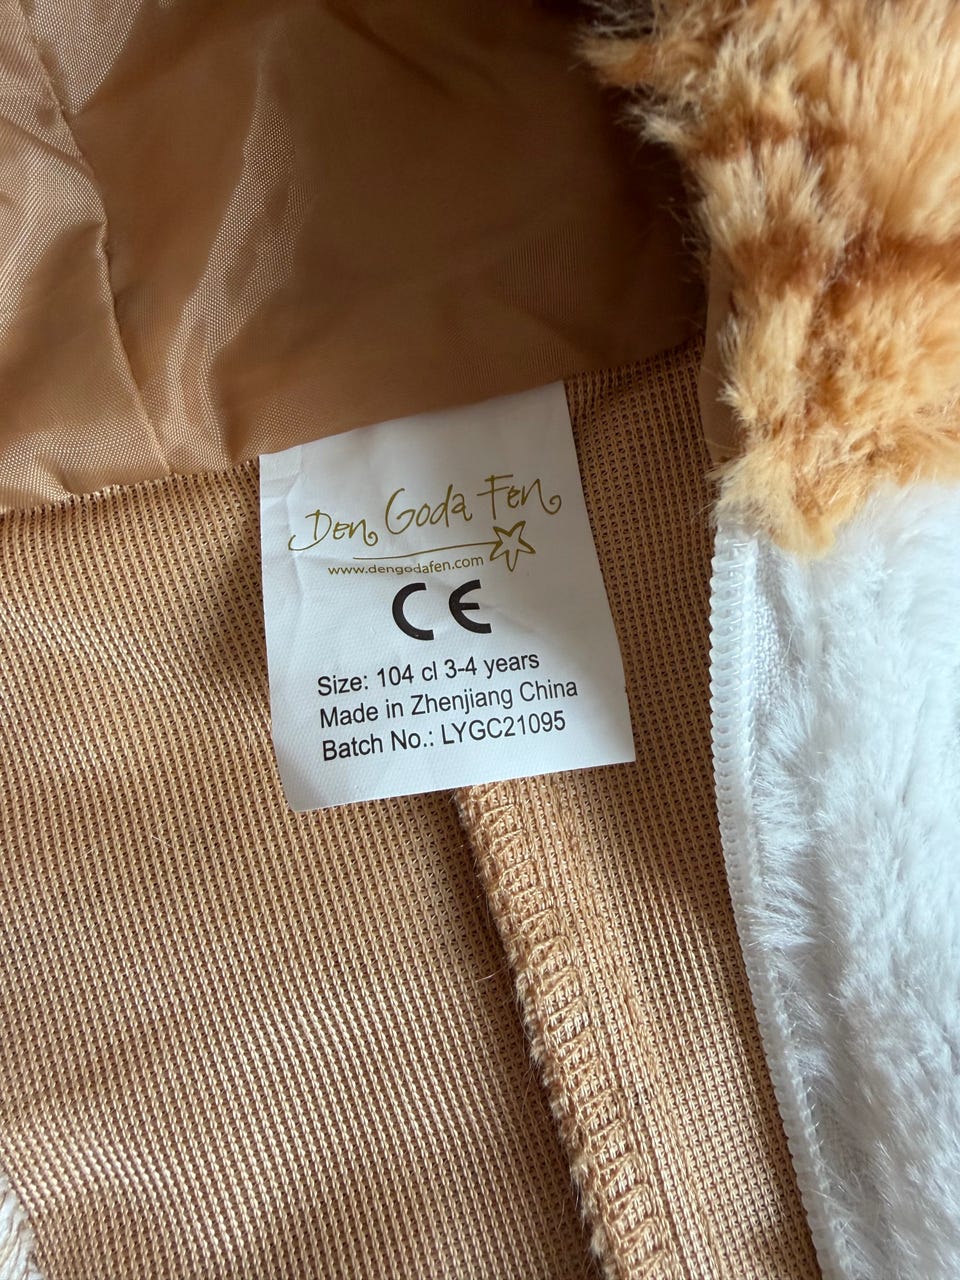 Den Goda Fen
www.dengodafen.com
CE
Size: 104 cl 3-4 years
Made in Zhenjiang China
Batch No.: LYGC21095